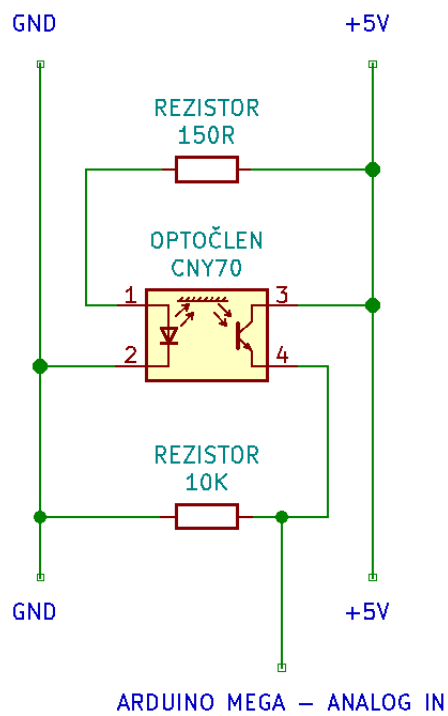 GND
+5V
REZISTOR
150R
OPTOČLEN
CNY70
1
3
2
4
REZISTOR
10K
GND
+5V
ARDUINO MEGA – ANALOG IN